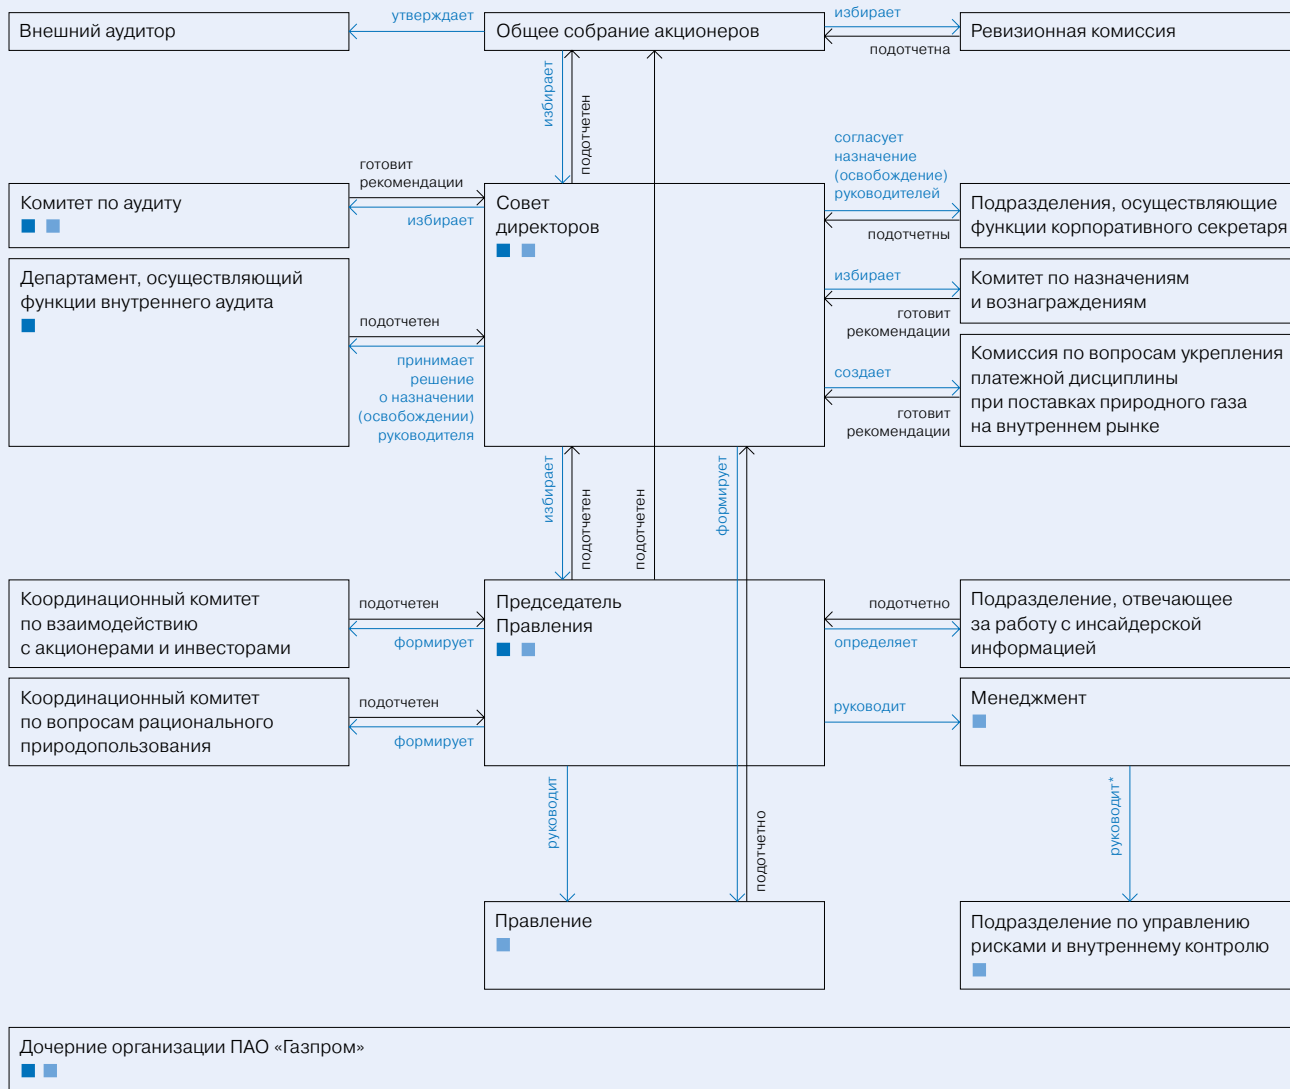 Внешний аудитор
утверждает
Общее собрание акционеров
избирает
подотчетна
Ревизионная комиссия
избирает
подотчетен
готовит
рекомендации
избирает
Комитет по аудиту
Совет
директоров
согласует
назначение
(освобождение)
руководителей
подотчетны
Подразделения, осуществляющие
функции корпоративного секретаря
Департамент, осуществляющий
функции внутреннего аудита
подотчетен
принимает
решение
о назначении
(освобождении)
руководителя
избирает
готовит
рекомендации
Комитет по назначениям
и вознаграждениям
создает
готовит
рекомендации
Комиссия по вопросам укрепления
платежной дисциплины
при поставках природного газа
на внутреннем рынке
избирает
подотчетен
подотчетен
формирует
Координационный комитет
по взаимодействию
с акционерами и инвесторами
подотчетен
формирует
Председатель
Правления
подотчетно
определяет
Подразделение, отвечающее
за работу с инсайдерской
информацией
Координационный комитет
по вопросам рационального
природопользования
подотчетен
формирует
руководит
Менеджмент
руководит
подотчетно
руководит*
Правление
Подразделение по управлению
рисками и внутреннему контролю
Дочерние организации ПАО «Газпром»